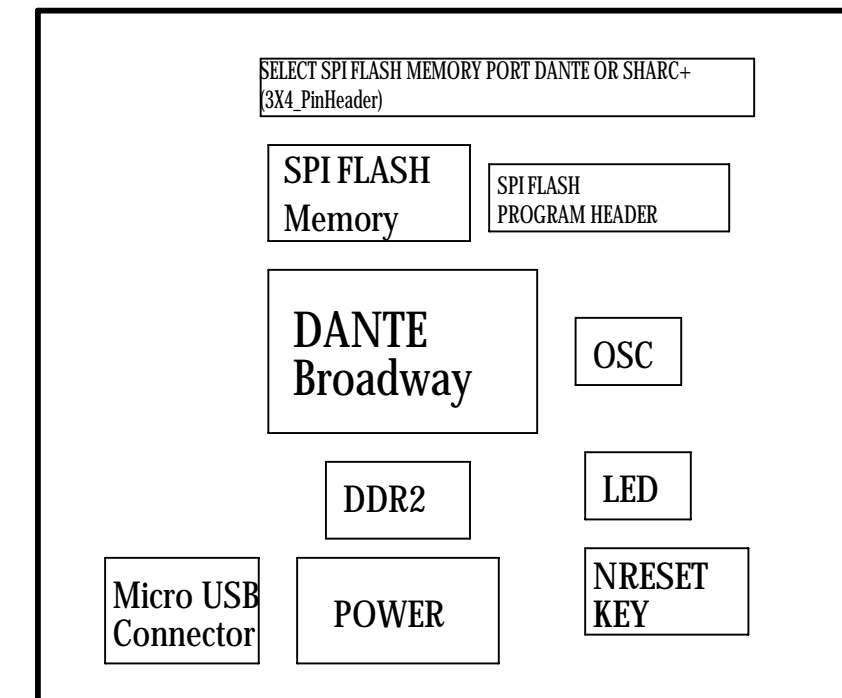 SELECT SPI FLASH MEMORY PORT DANTE OR SHARC+
(3X4_PinHeader)
SPI FLASH
Memory
SPI FLASH
PROGRAM HEADER
DANTE
Broadway
OSC
DDR2
LED
Micro USB
Connector
POWER
NRESET
KEY